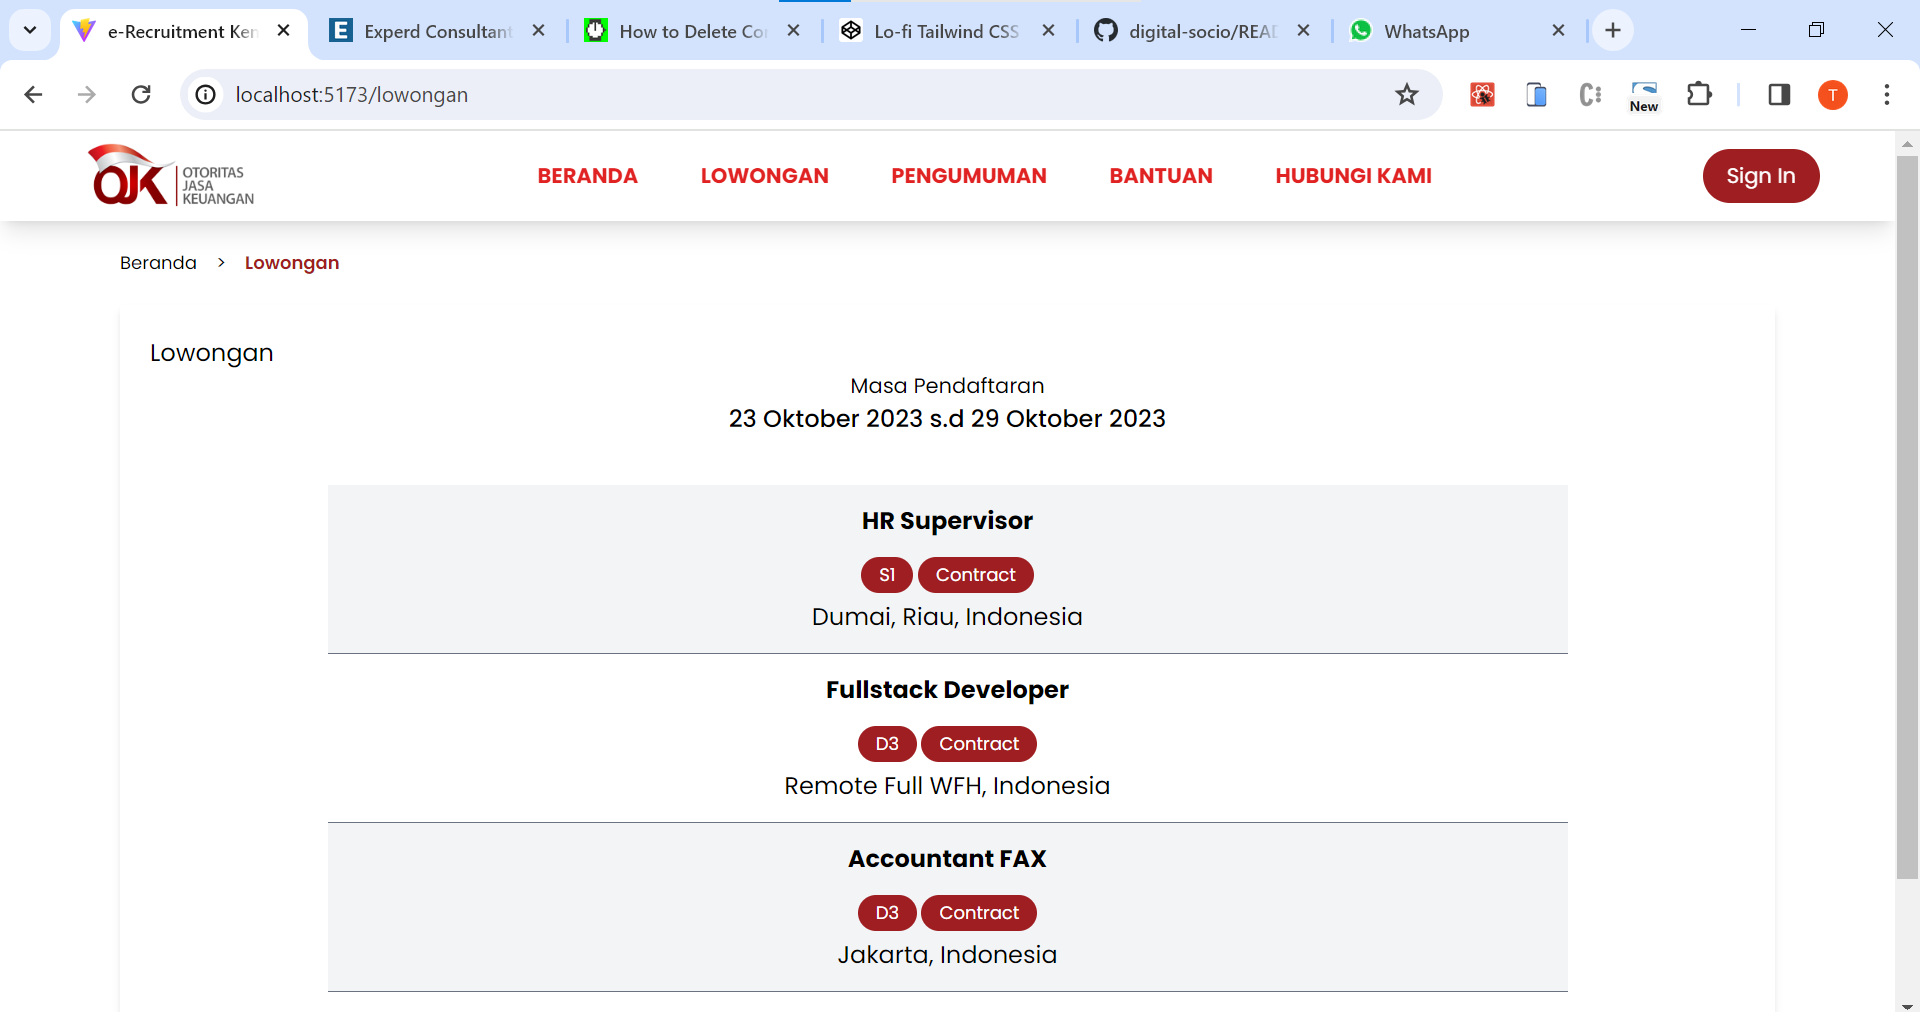 e-Recruitment Ken
Experd Consultant
How to Delete Co
Lo-fi Tailwind CSS
digital-socio/READ
WhatsApp
localhost:5173/lowongan
New
T
OJK
OTORITAS
JASA
KEUANGAN
BERANDA
LOWONGAN
PENGUMUMAN
BANTUAN
HUBUNGI KAMI
Sign In
Beranda > Lowongan
Lowongan
Masa Pendaftaran
23 Oktober 2023 s.d 29 Oktober 2023
HR Supervisor
S1 Contract
Dumai, Riau, Indonesia
Fullstack Developer
D3 Contract
Remote Full WFH, Indonesia
Accountant FAX
D3 Contract
Jakarta, Indonesia